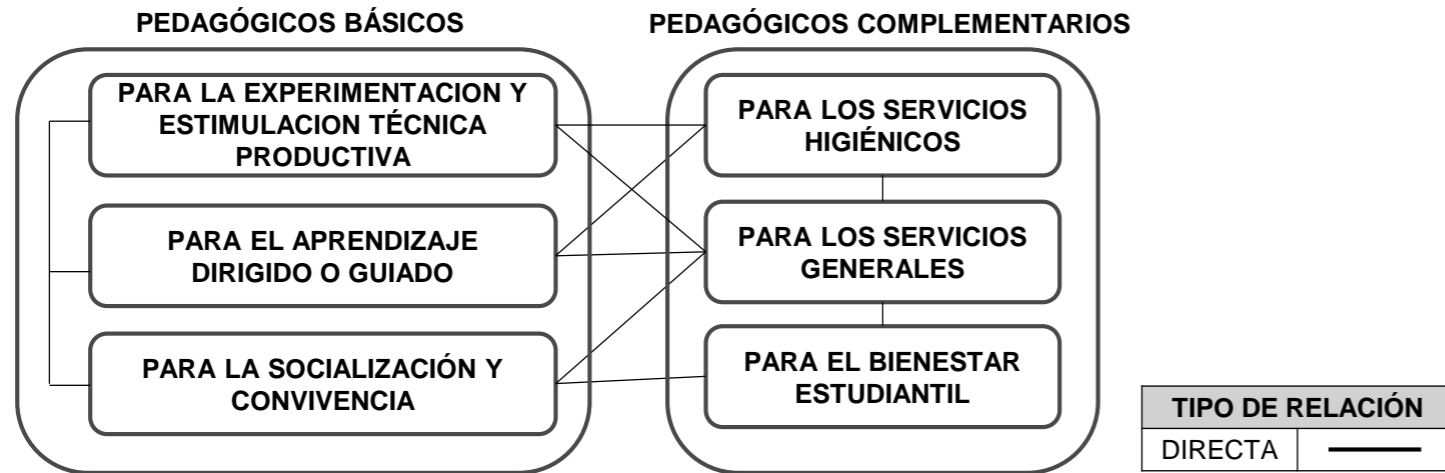 PEDAGÓGICOS BÁSICOS
PARA LA EXPERIMENTACION Y
ESTIMULACION TÉCNICA
PRODUCTIVA
PARA EL APRENDIZAJE
DIRIGIDO O GUIADO
PARA LA SOCIALIZACIÓN Y
CONVIVENCIA
PEDAGÓGICOS COMPLEMENTARIOS
PARA LOS SERVICIOS
HIGIÉNICOS
PARA LOS SERVICIOS
GENERALES
PARA EL BIENESTAR
ESTUDIANTIL
TIPO DE RELACIÓN
DIRECTA